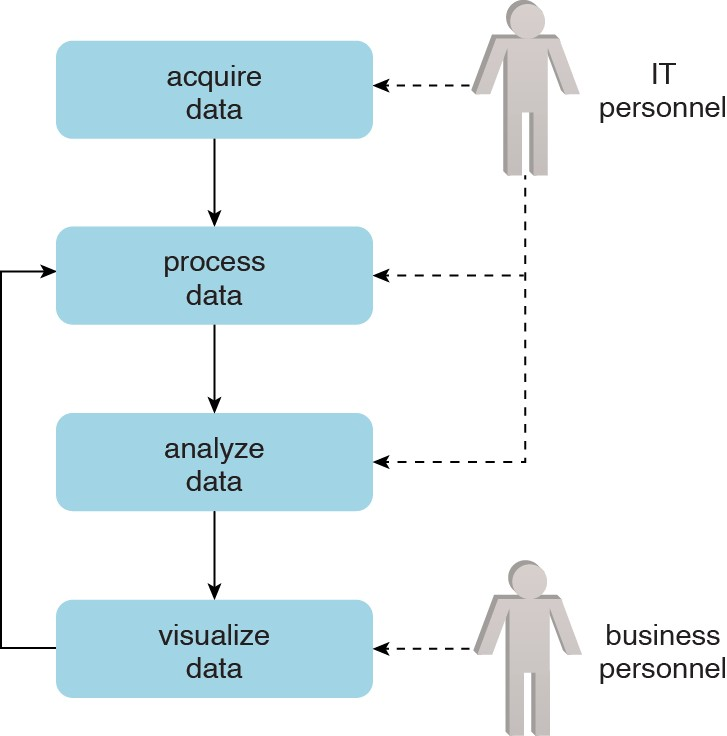 acquire
data
IT
personnel
process
data
analyze
data
visualize
data
business
personnel